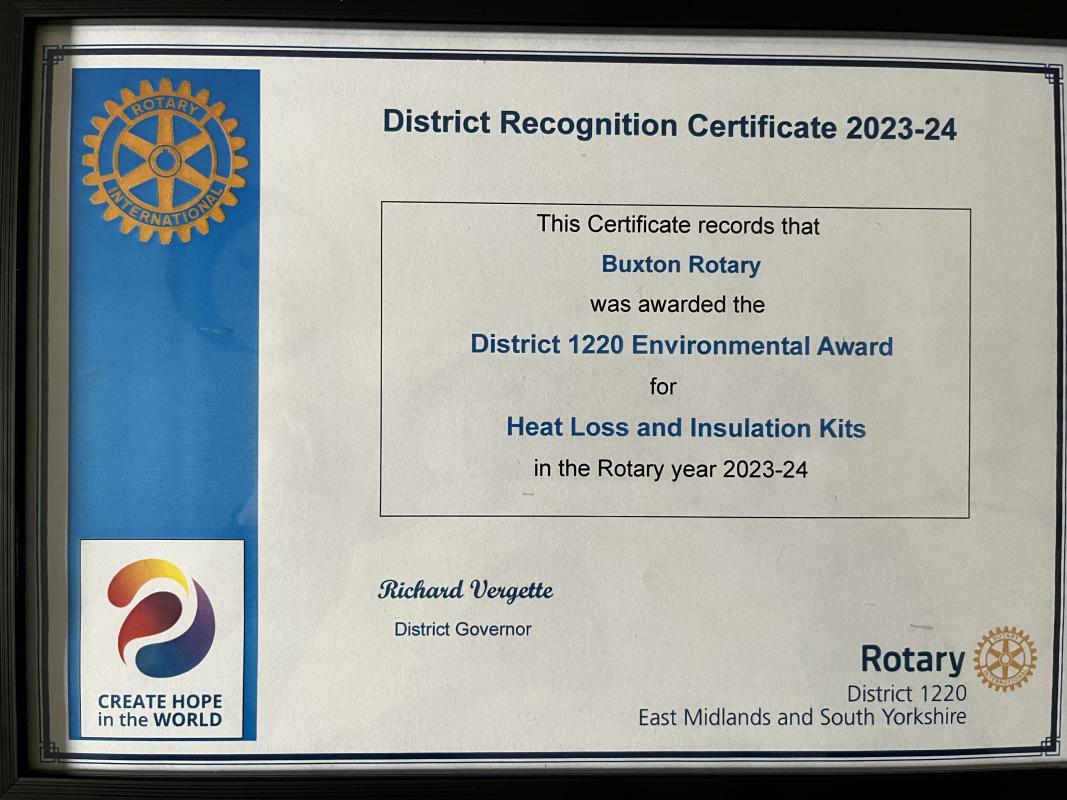 ROTARY
INTERNATIONAL
District Recognition Certificate 2023-24
This Certificate records that
Buxton Rotary
was awarded the
District 1220 Environmental Award
for
Heat Loss and Insulation Kits
in the Rotary year 2023-24
Richard Vergette
District Governor
CREATE HOPE
in the WORLD
Rotary
ROTARY
INTERNATIONAL
District 1220
East Midlands and South Yorkshire